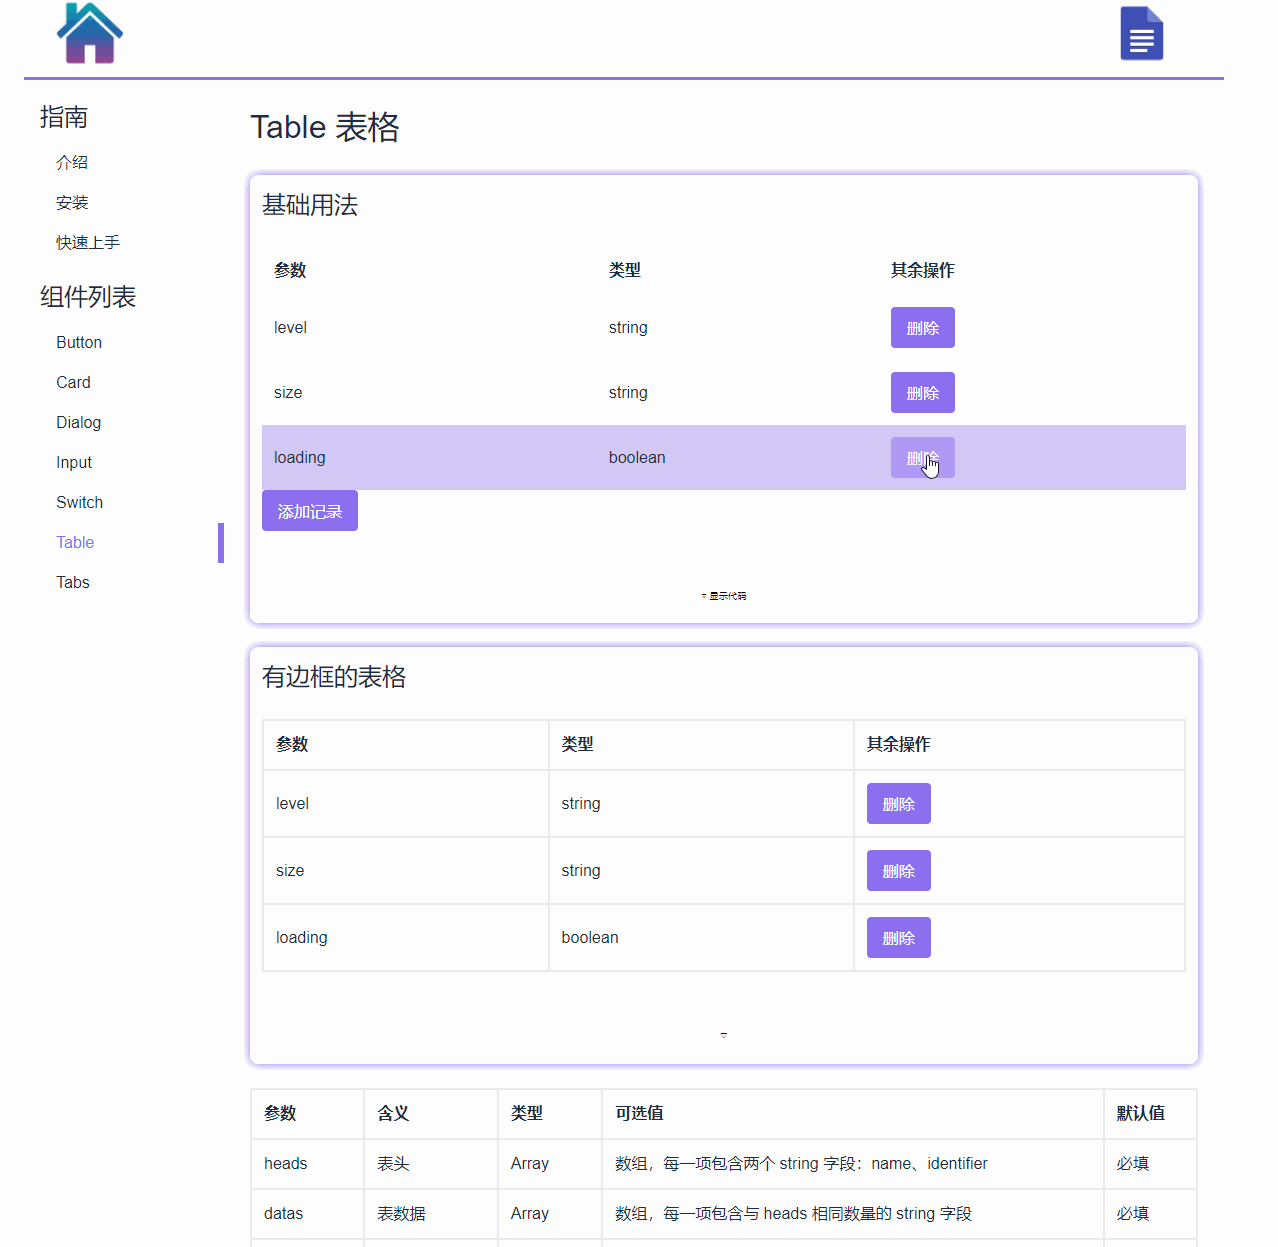 指南
介绍
安装
快速上手
组件列表
Button
Card
Dialog
Input
Switch
Table
Tabs
Table 表格
基础用法
参数 类型 其余操作
level string 删除
size string 删除
loading boolean 删除
添加记录
▿ 显示代码
有边框的表格
参数 类型 其余操作
level string 删除
size string 删除
loading boolean 删除
▿
参数 含义 类型 可选值 默认值
heads 表头 Array 数组，每一项包含两个 string 字段：name、identifier 必填
datas 表数据 Array 数组，每一项包含与 heads 相同数量的 string 字段 必填